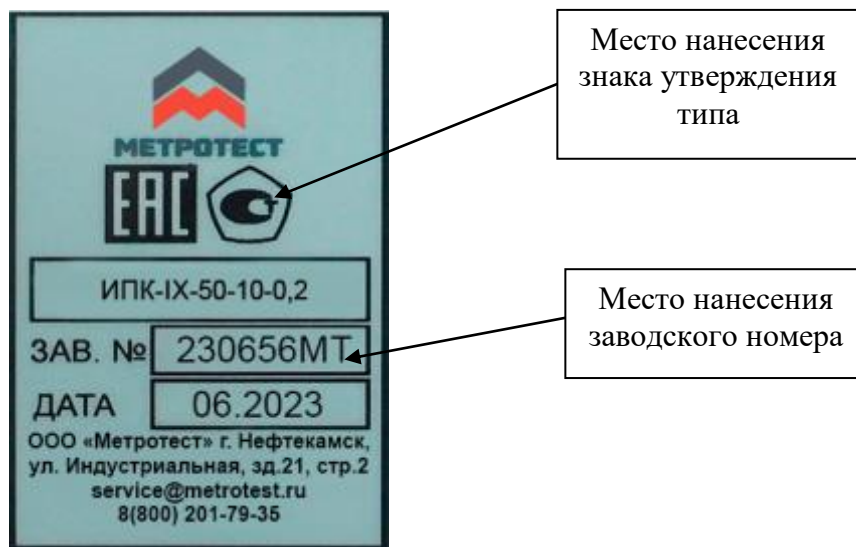 МЕТРОТЕСТ
ЕАС
ИПК-IX-50-10-0,2
ЗАВ. № 230656МТ
ДАТА 06.2023
ООО «Метротест» г. Нефтекамск,
ул. Индустриальная, зд.21, стр.2
service@metrotest.ru
8(800) 201-79-35
Место нанесения
знака утверждения
типа
Место нанесения
заводского номера